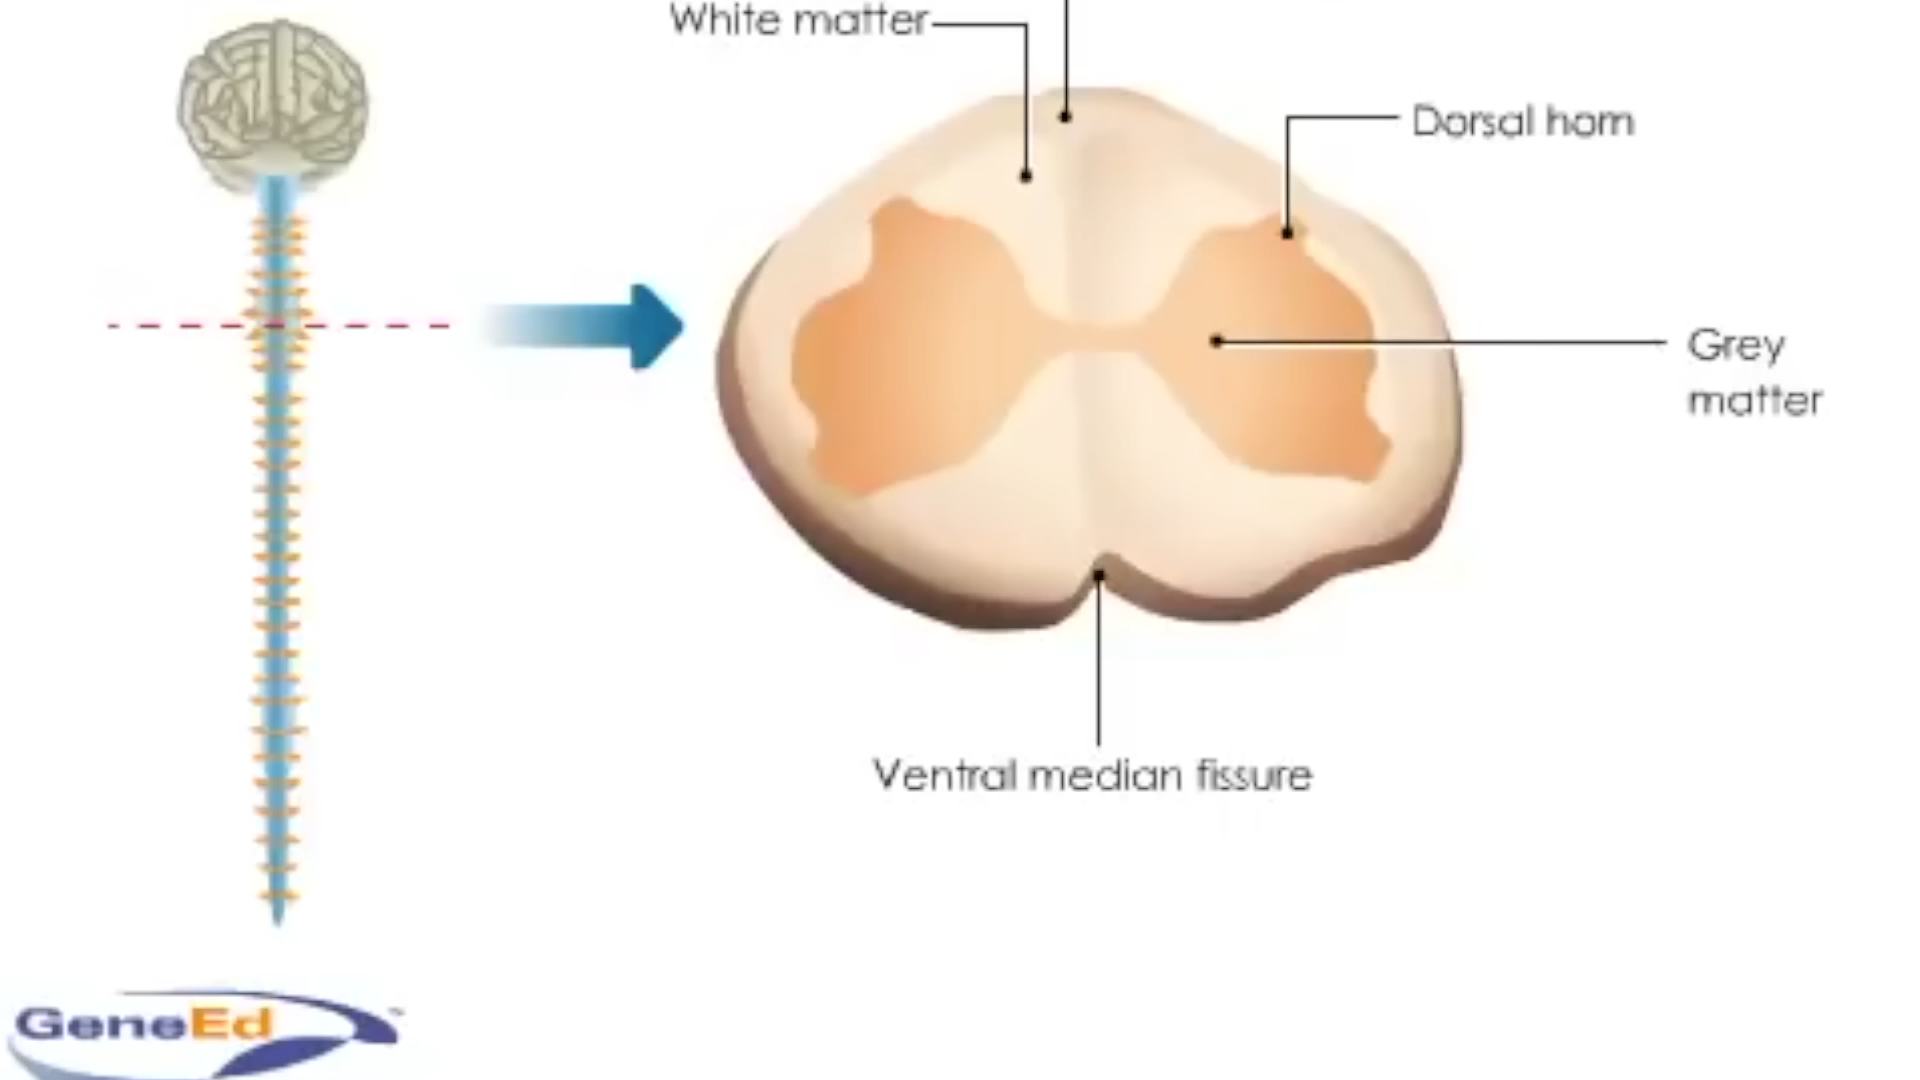 White matter
Dorsal horn
Grey
matter
Ventral median fissure
GeneEd